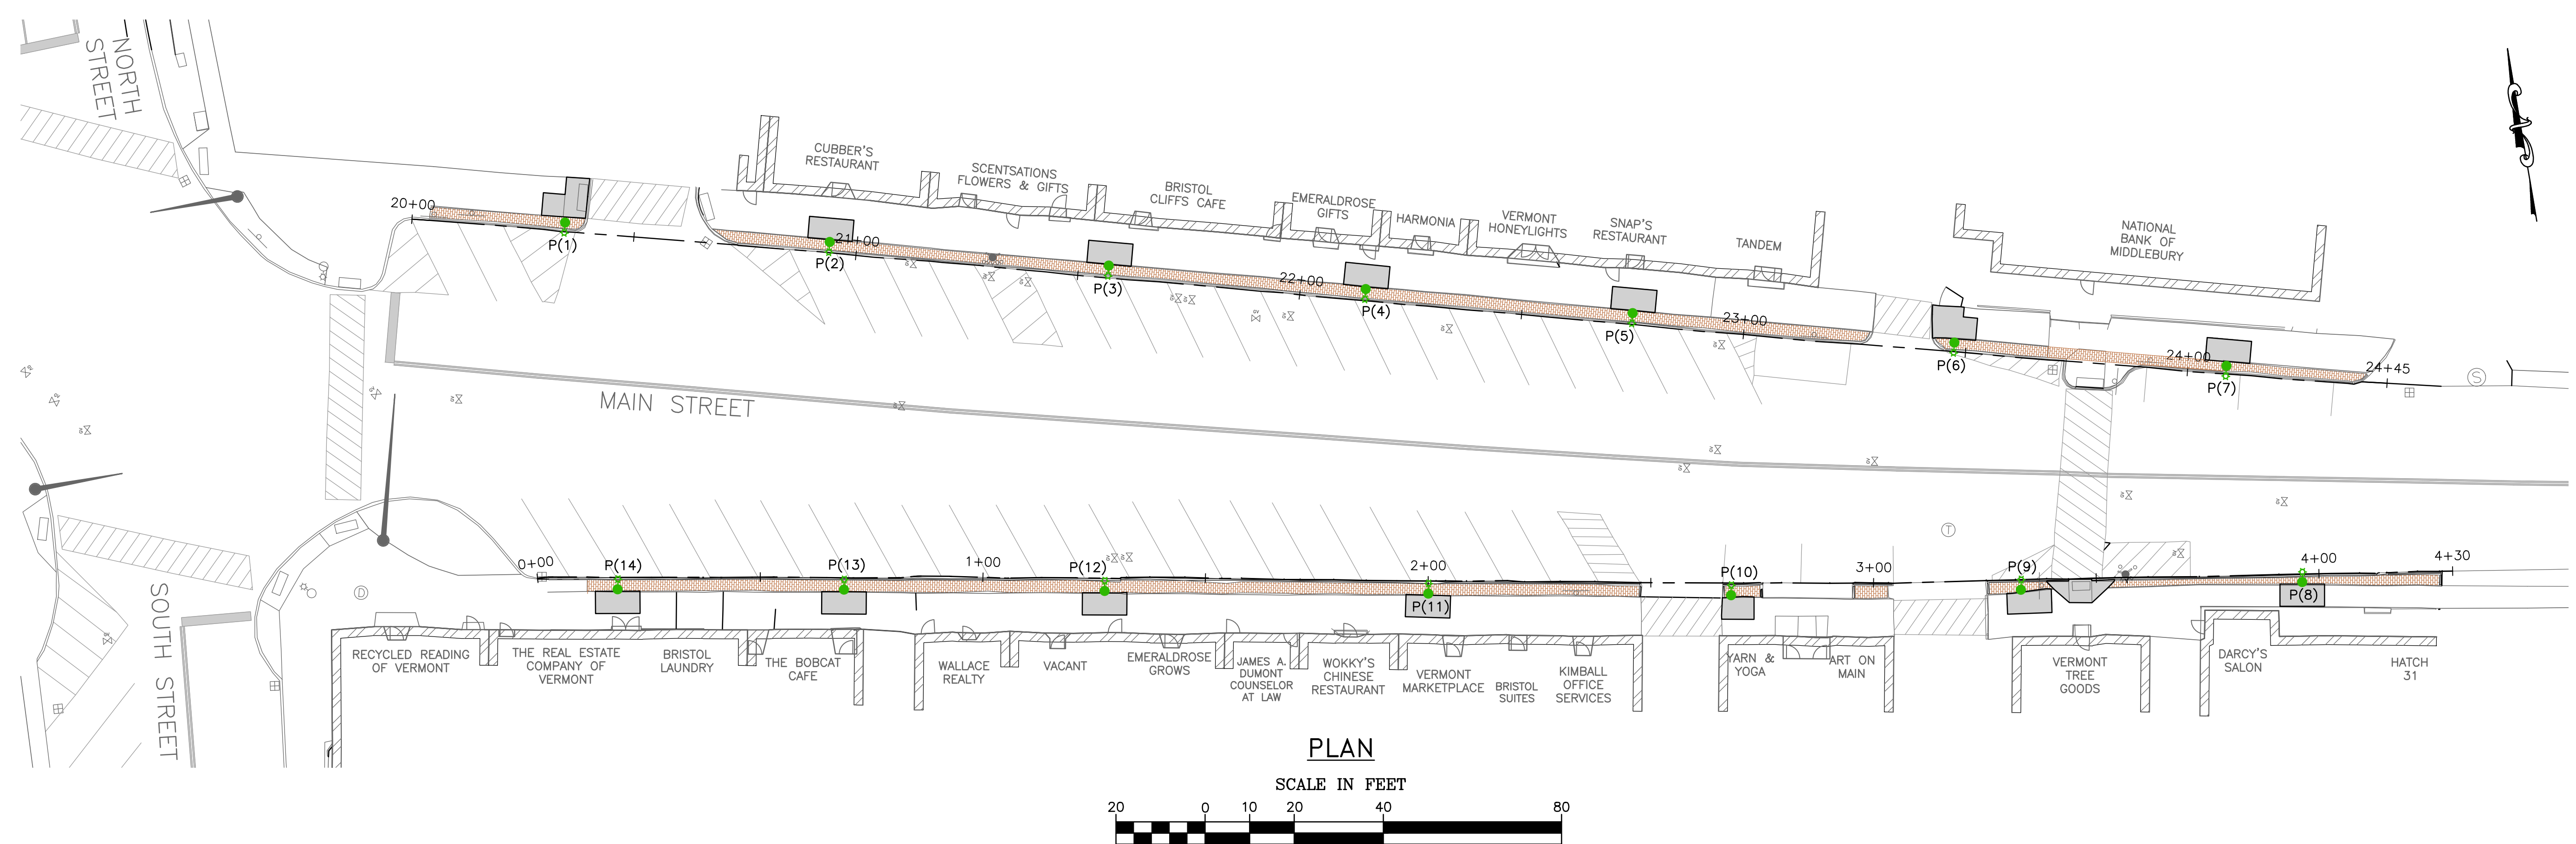 NORTH
STREET
CUBBER'S
RESTAURANT
SCENTSATIONS
FLOWERS & GIFTS
BRISTOL
CLIFFS CAFE
EMERALDROSE
GIFTS
HARMONIA
VERMONT
HONEYLIGHTS
SNAP'S
RESTAURANT
TANDEM
NATIONAL
BANK OF
MIDDLEBURY
20+00
P(1)
21+00
P(2)
P(3)
22+00
P(4)
P(5)
23+00
P(6)
24+00
P(7)
24+45
S
MAIN STREET
T
D
0+00
P(14)
P(13)
1+00
P(12)
2+00
P(11)
P(10)
3+00
P(9)
4+00
P(8)
4+30
SOUTH STREET
RECYCLED READING
OF VERMONT
THE REAL ESTATE
COMPANY OF
VERMONT
BRISTOL
LAUNDRY
THE BOBCAT
CAFE
WALLACE
REALTY
VACANT
EMERALDROSE
GROWS
JAMES A.
DUMONT
COUNSELOR
AT LAW
WOKKY'S
CHINESE
RESTAURANT
VERMONT
MARKETPLACE
BRISTOL
SUITES
KIMBALL
OFFICE
SERVICES
YARN &
YOGA
ART ON
MAIN
VERMONT
TREE
GOODS
DARCY'S
SALON
HATCH
31
PLAN
SCALE IN FEET
20 0 10 20 40 80